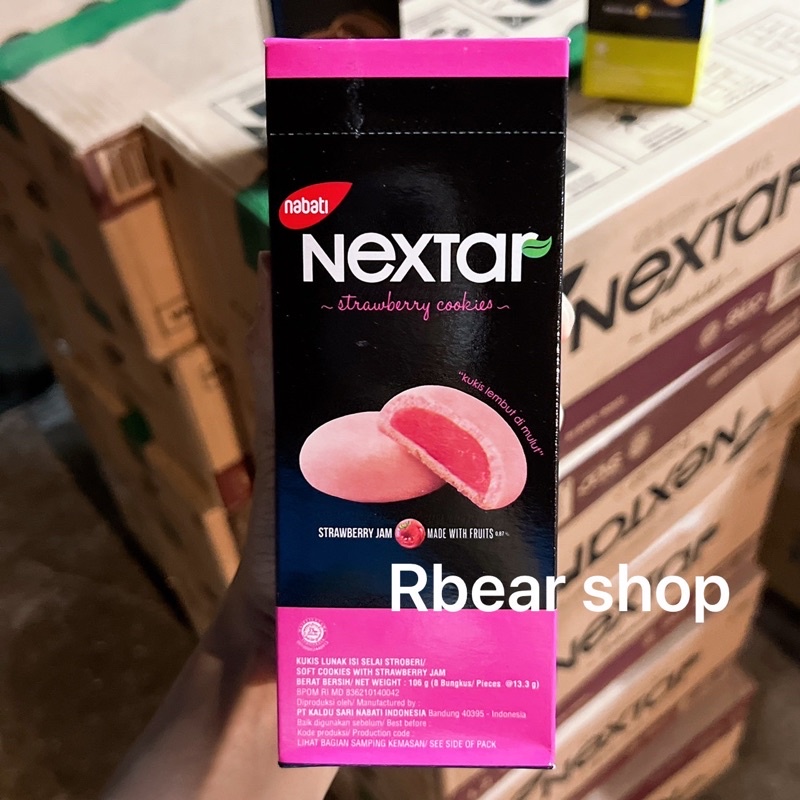 nabati
NEXTAR
~ strawberry cookies ~
"kukis lembut di mulut"
STRAWBERRY JAM MADE WITH FRUITS 0.87 %
Rbear shop
KUKIS LUNAK ISI SELAI STROBERI/
SOFT COOKIES WITH STRAWBERRY JAM
BERAT BERSIH/ NET WEIGHT : 106 g (8 Bungkus/ Pieces @13.3 g)
BPOM RI MD 836210140042
Diproduksi oleh/ Manufactured by :
PT KALDU SARI NABATI INDONESIA Bandung 40395 - Indonesia
Baik digunakan sebelum/ Best before :
Kode produksi/ Production code :
LIHAT BAGIAN SAMPING KEMASAN/ SEE SIDE OF PACK
NEXTAR
brownies
NEXTAR
NEXTAR
NEXTAR